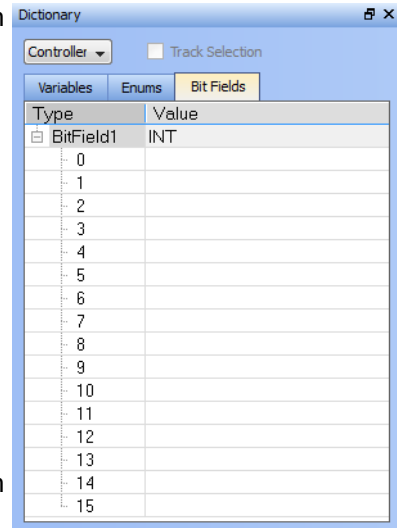 n
Dictionary
Controller
Track Selection
Variables Enums Bit Fields
Type Value
BitField1 INT
0
1
2
3
4
5
6
7
8
9
10
11
12
13
n
14
15